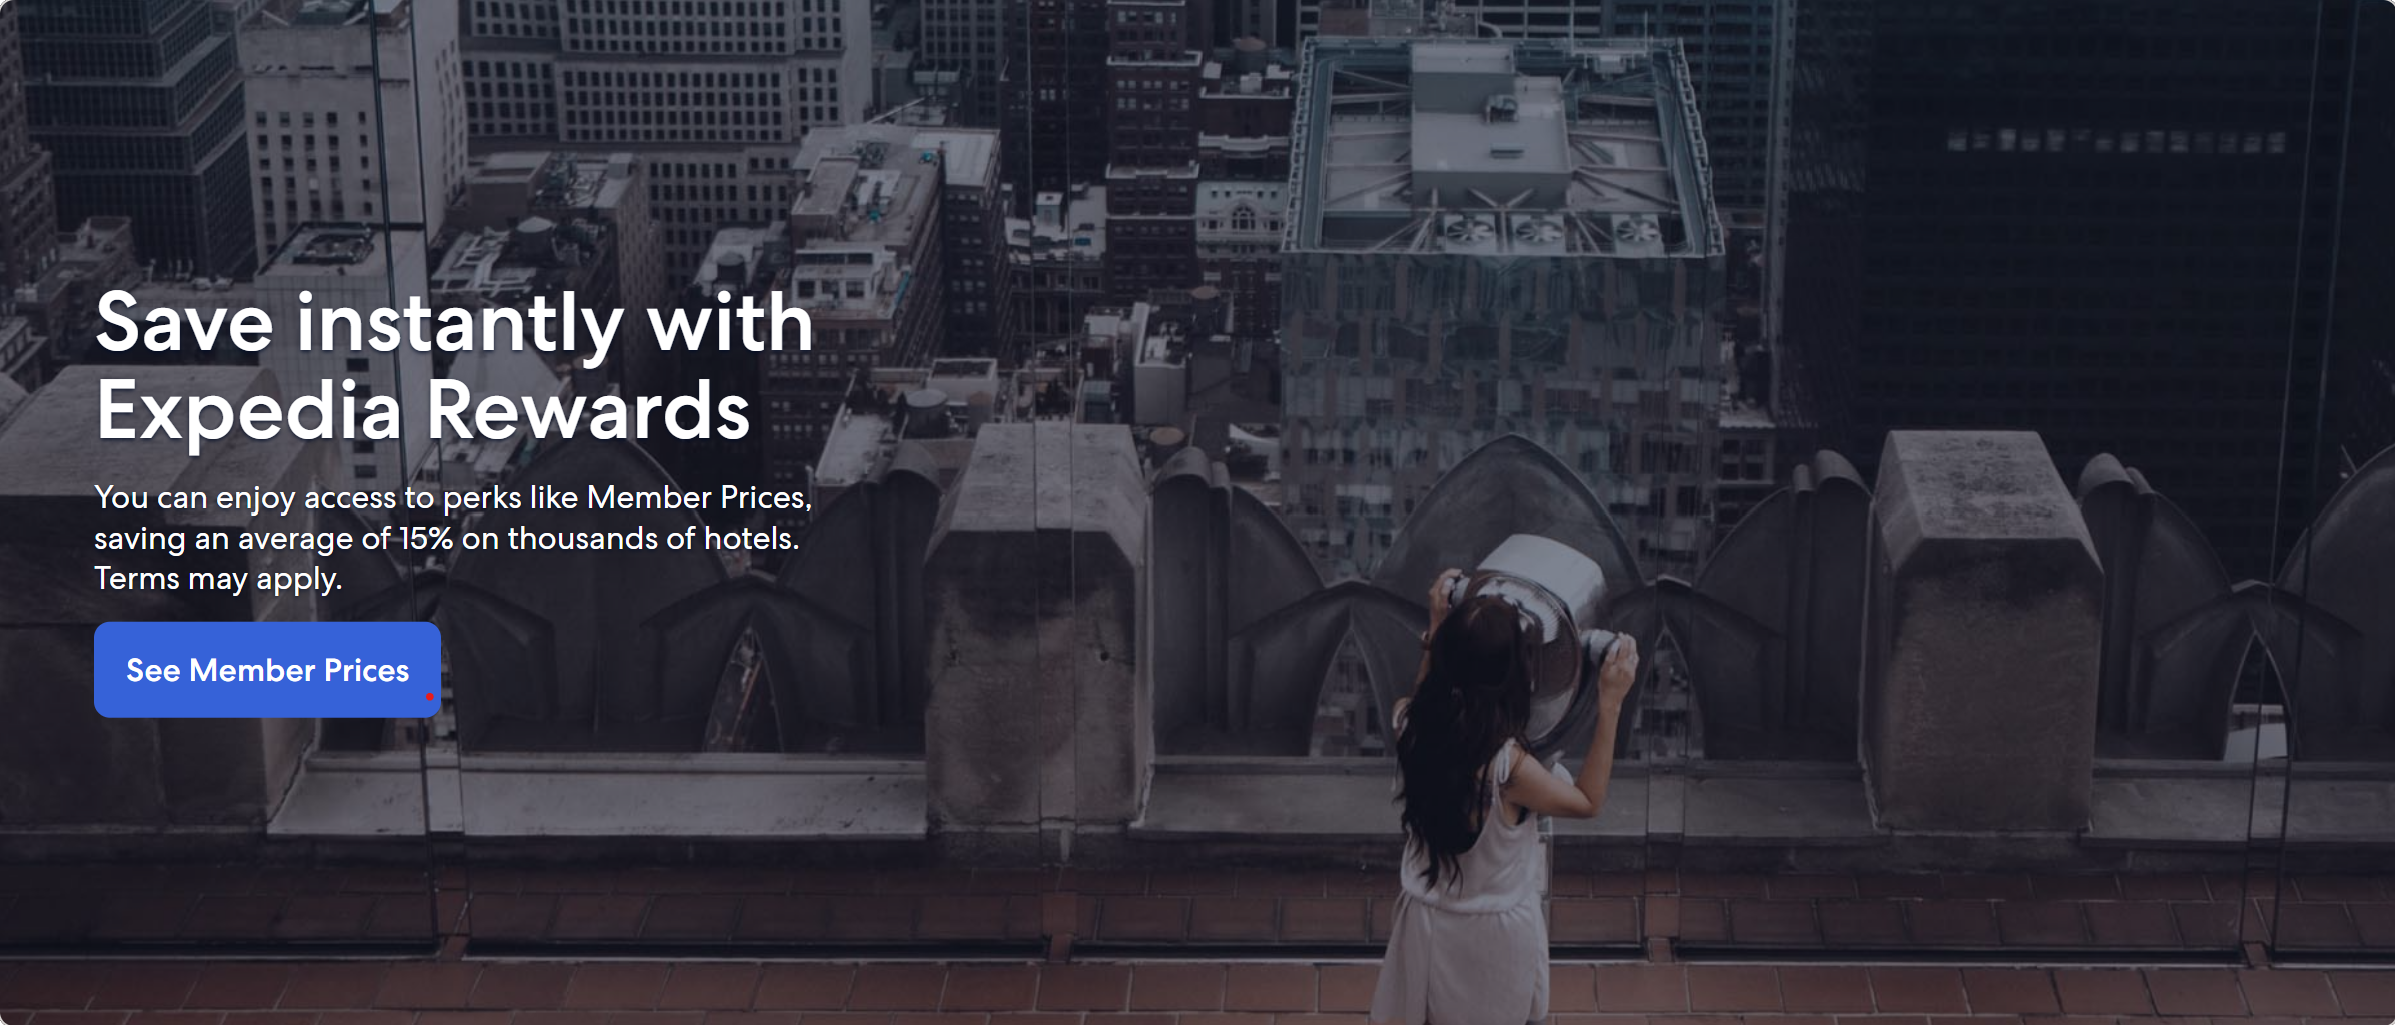 Save instantly with
Expedia Rewards
You can enjoy access to perks like Member Prices,
saving an average of 15% on thousands of hotels.
Terms may apply.
See Member Prices